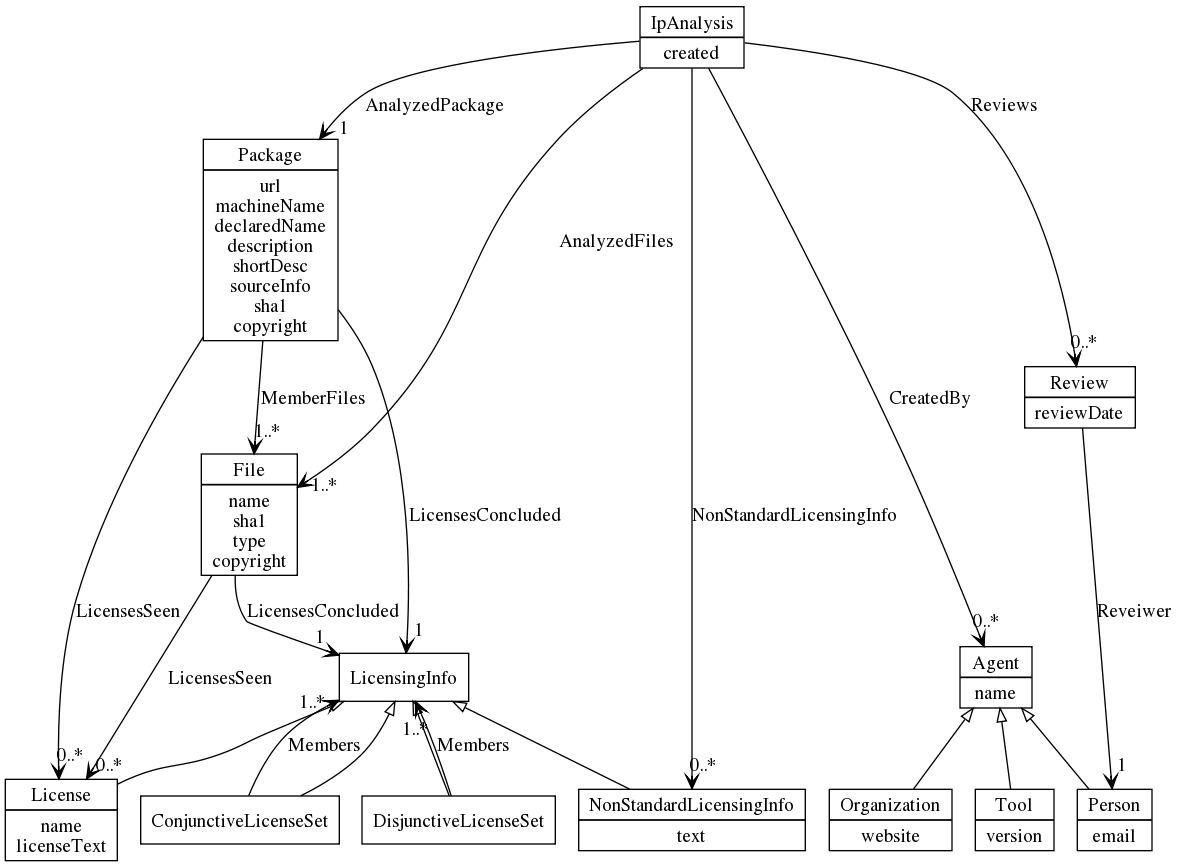 IpAnalysis
created
AnalyzedPackage
Reviews
1
Package
url
machineName
declaredName
description
shortDesc
sourceInfo
sha1
copyright
AnalyzedFiles
0..*
Review
reviewDate
MemberFiles
CreatedBy
1..*
File
name
sha1
type
copyright
1..*
LicensesConcluded
NonStandardLicensingInfo
LicensesSeen
LicensesConcluded
Reveiwer
0..*
1
1
LicensingInfo
Agent
name
LicensesSeen
1..*
1..*
Members
Members
0..*
0..*
0..*
1
License
name
licenseText
ConjunctiveLicenseSet
DisjunctiveLicenseSet
NonStandardLicensingInfo
text
Organization
website
Tool
version
Person
email